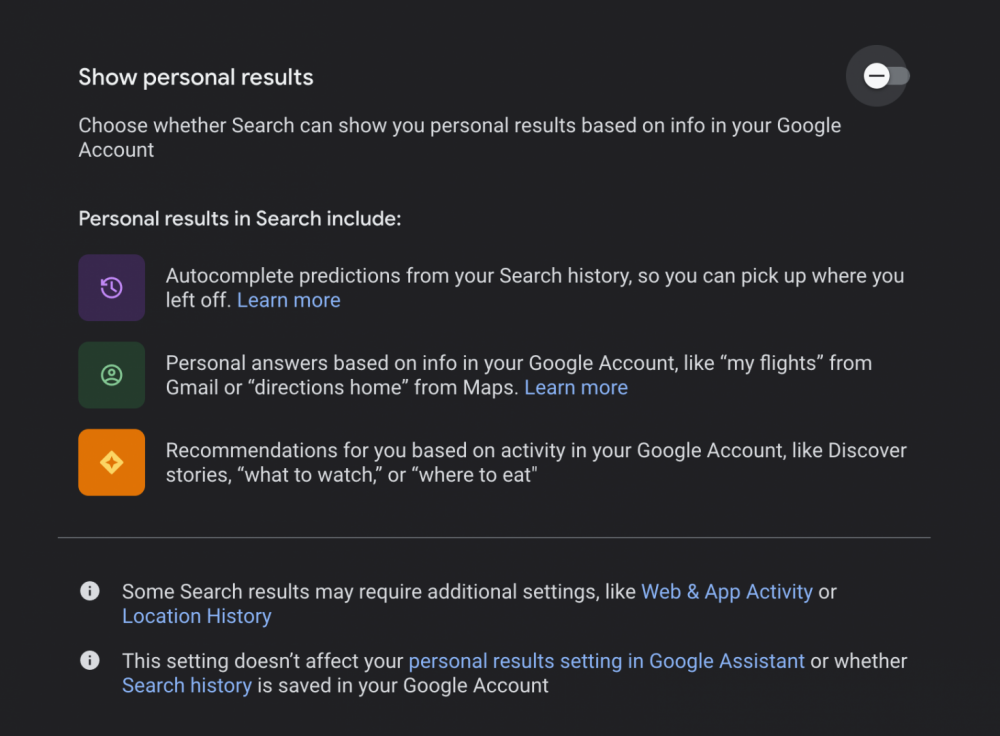 Show personal results
Choose whether Search can show you personal results based on info in your Google
Account
Personal results in Search include:
Autocomplete predictions from your Search history, so you can pick up where you
left off. Learn more
Personal answers based on info in your Google Account, like “my flights” from
Gmail or “directions home” from Maps. Learn more
Recommendations for you based on activity in your Google Account, like Discover
stories, “what to watch,” or “where to eat"
Some Search results may require additional settings, like Web & App Activity or
Location History
This setting doesn’t affect your personal results setting in Google Assistant or whether
Search history is saved in your Google Account